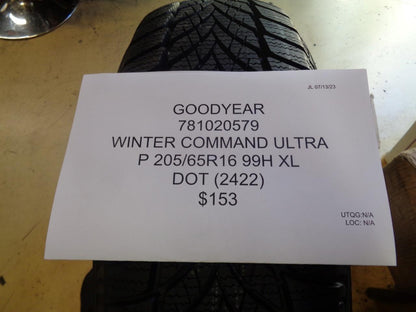 JL 07/13/23
GOODYEAR
781020579
WINTER COMMAND ULTRA
P 205/65R16 99H XL
DOT (2422)
$153
UTQG:N/A
LOC: N/A